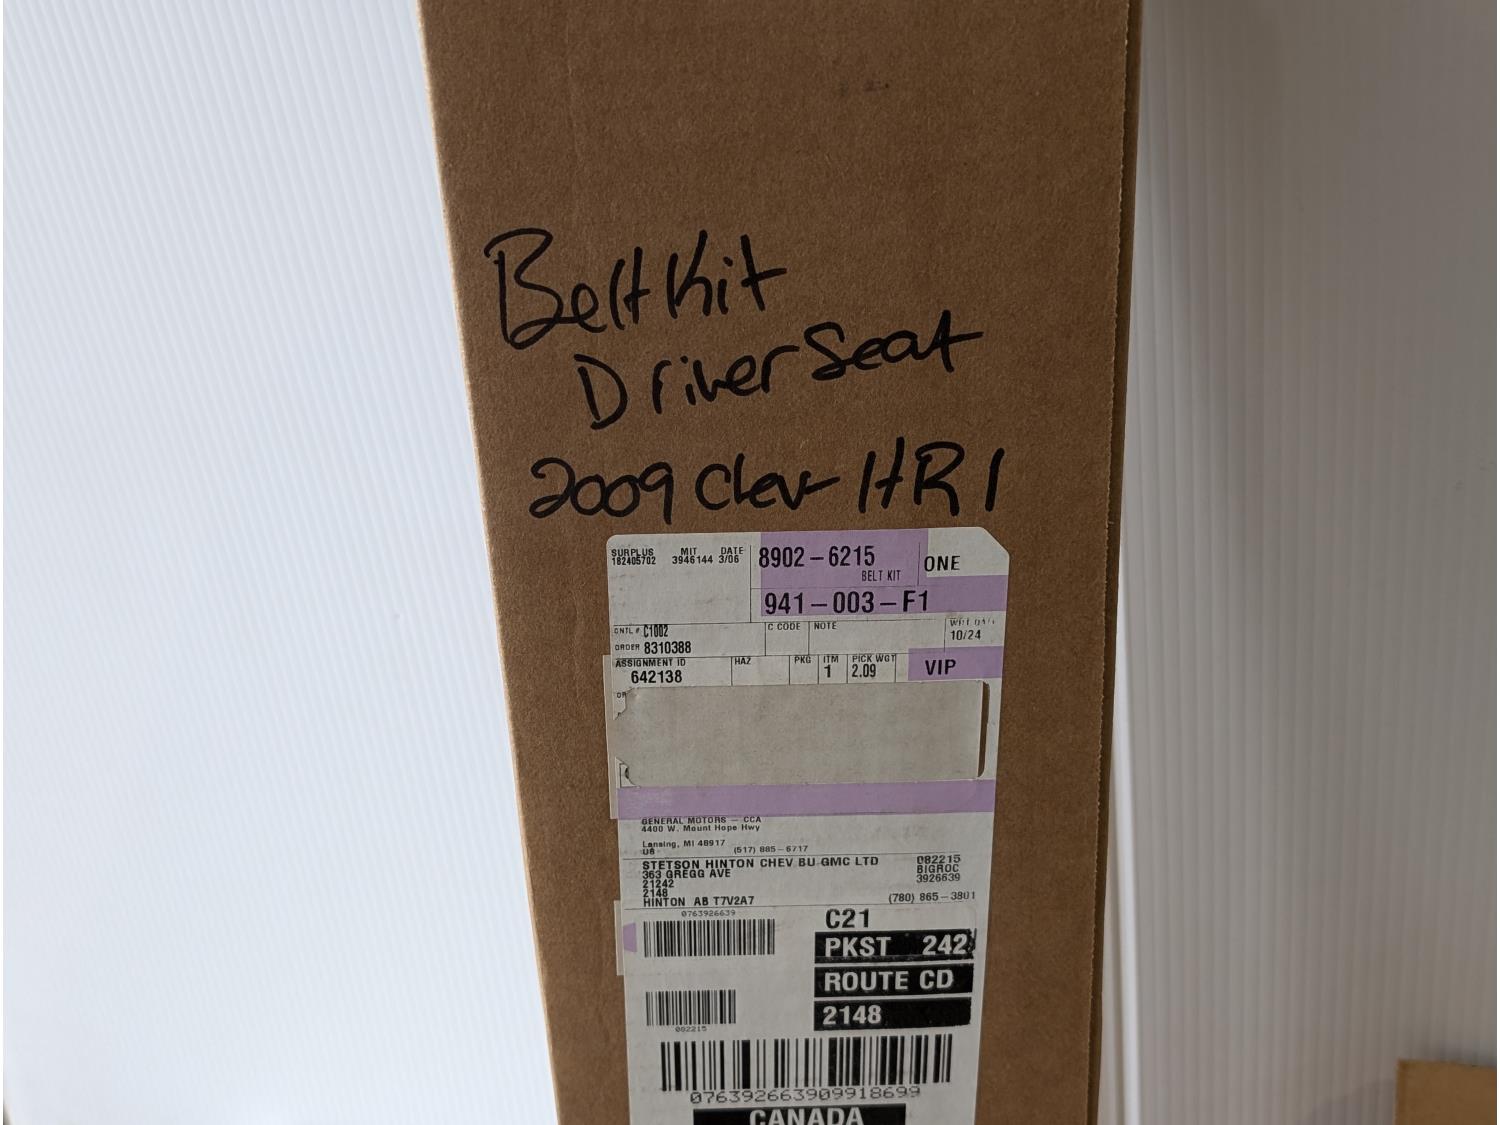 Belt Kit
Driver Seat
2009 Chev HR1
SURPLUS MIT DATE
182405702 3946144 3/06
8902-6215
BELT KIT
ONE
941-003-F1
CNTL # C1002
ORDER 8310388
C CODE NOTE
10/24
ASSIGNMENT ID
642138
HAZ PKG ITM PICK WGT
1 2.09
VIP
GENERAL MOTORS - CCA
4400 W. Mount Hope Hwy
Lansing, MI 48917
US (517) 885-6717
STETSON HINTON CHEV BU GMC LTD
363 GREGG AVE
21242
2148
HINTON AB T7V2A7
082215
BIGROC
3926639
(780) 865-3801
0763926639
C21
PKST 242
ROUTE CD
2148
082215
076392663909918699
CANADA